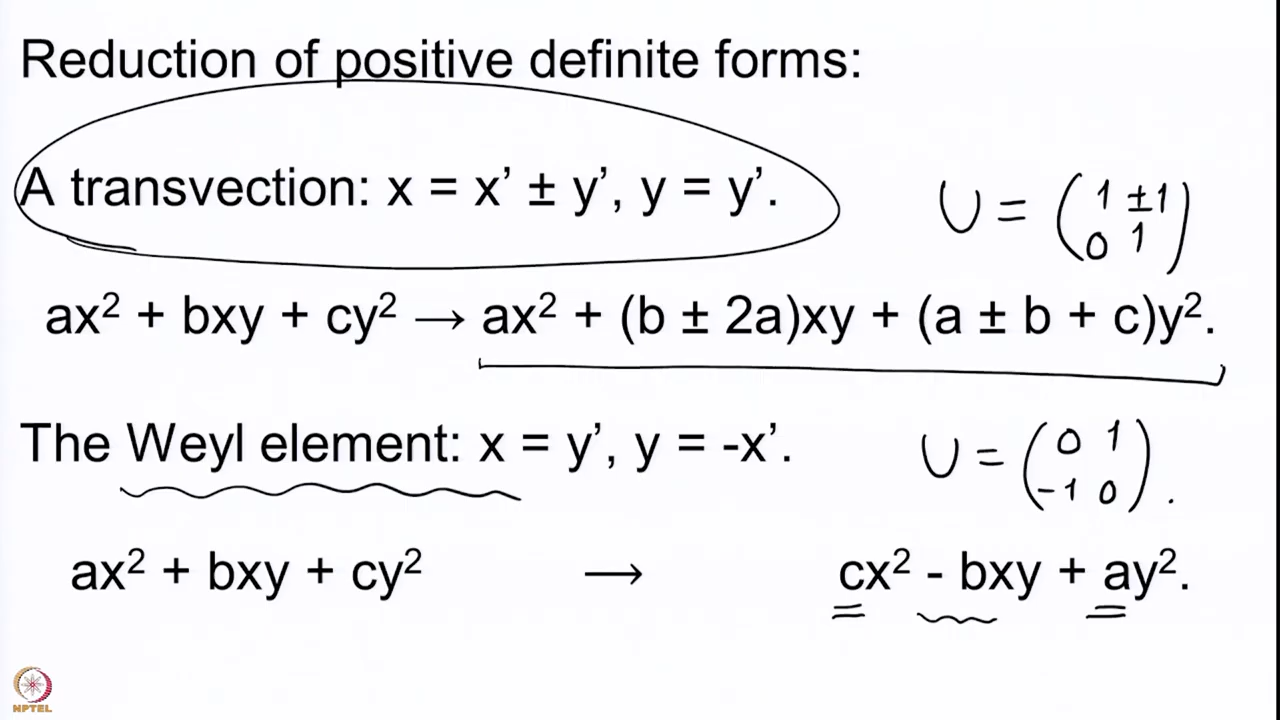 Reduction of positive definite forms:
A transvection: x = x’ ± y’, y = y’.
U = (1 ±1
0 1)
ax² + bxy + cy² → ax² + (b ± 2a)xy + (a ± b + c)y².
The Weyl element: x = y’, y = -x’.
U = (0 1
-1 0).
ax² + bxy + cy² → cx² - bxy + ay².
NPTEL